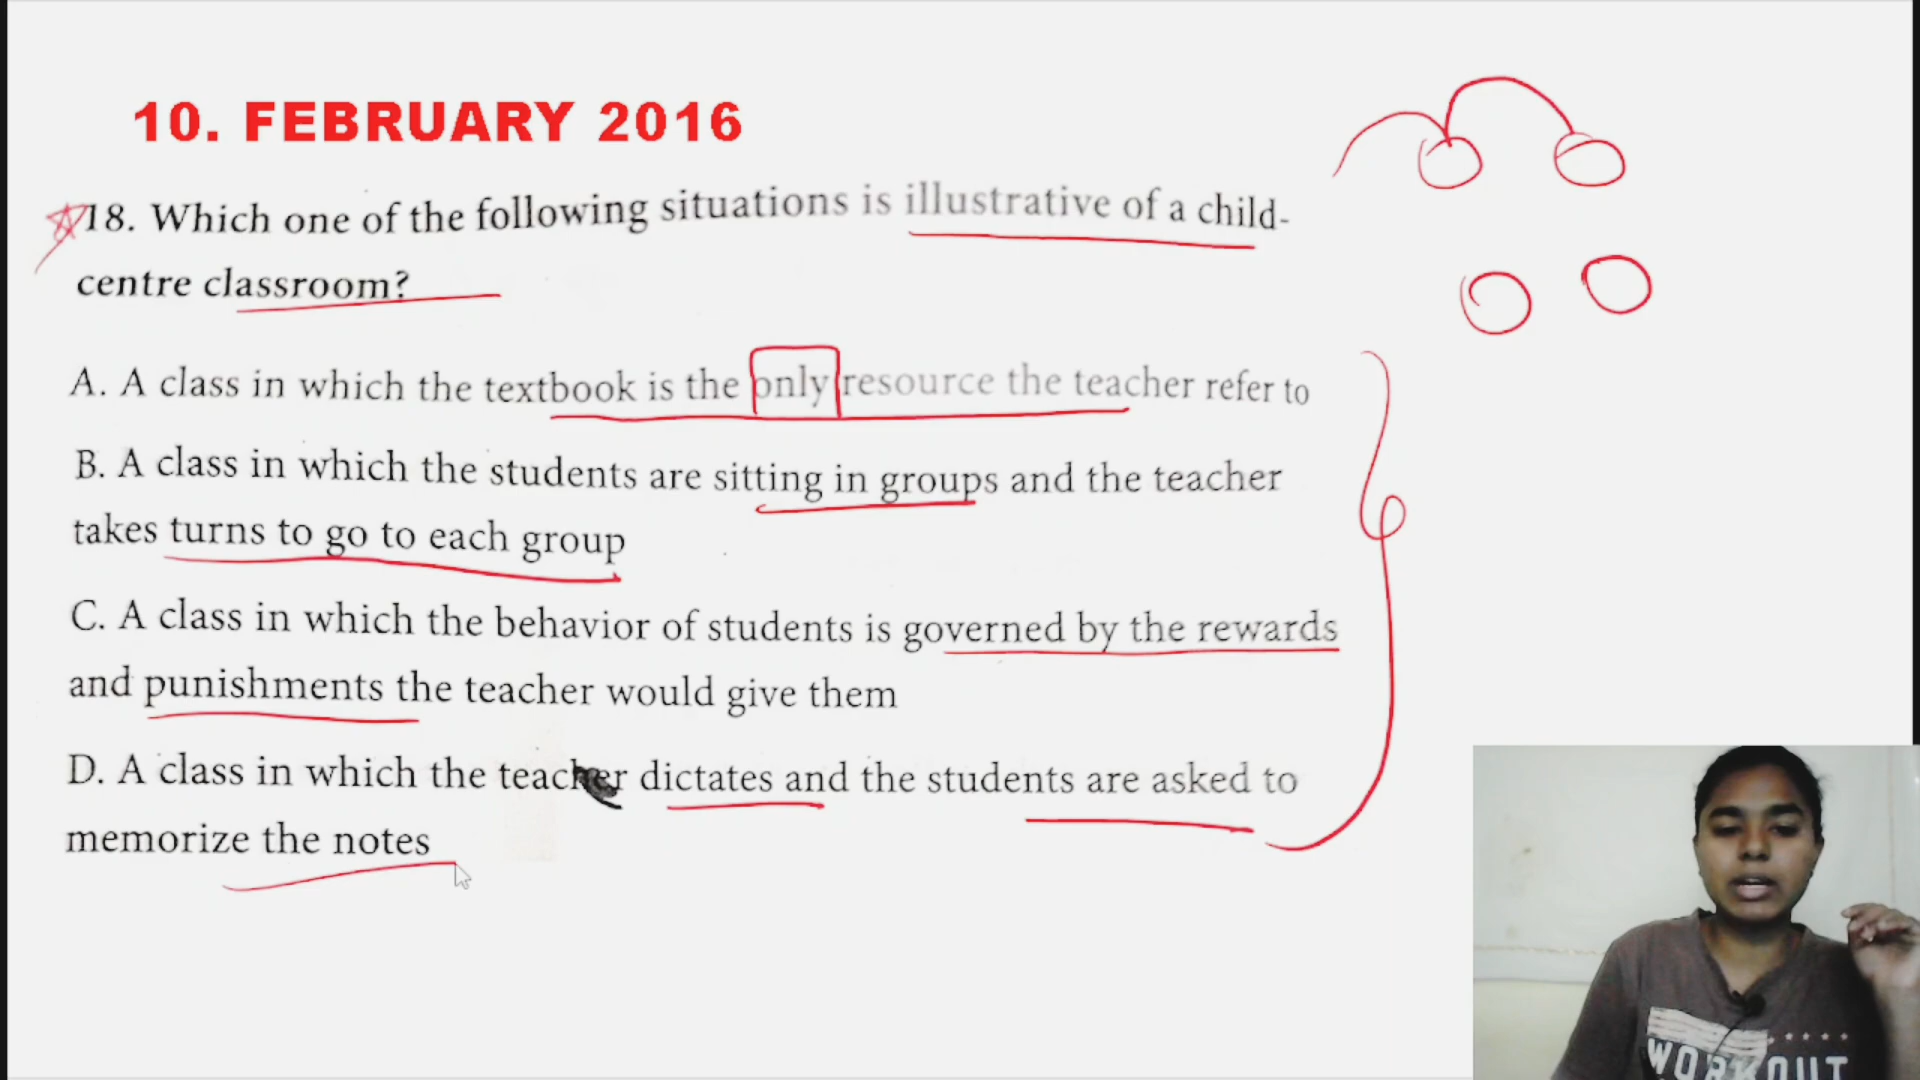 10. FEBRUARY 2016
18. Which one of the following situations is illustrative of a child-
centre classroom?
A. A class in which the textbook is the only resource the teacher refer to
B. A class in which the students are sitting in groups and the teacher
takes turns to go to each group
C. A class in which the behavior of students is governed by the rewards
and punishments the teacher would give them
D. A class in which the teacher dictates and the students are asked to
memorize the notes
WORKOUT